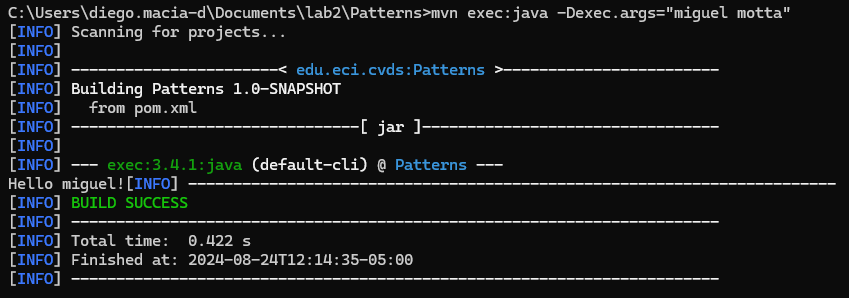 C:\Users\diego.macia-d\Documents\lab2\Patterns>mvn exec:java -Dexec.args="miguel motta"
[INFO] Scanning for projects...
[INFO]
[INFO] -----------------------< edu.eci.cvds:Patterns >------------------------
[INFO] Building Patterns 1.0-SNAPSHOT
[INFO]   from pom.xml
[INFO] --------------------------------[ jar ]---------------------------------
[INFO]
[INFO] --- exec:3.4.1:java (default-cli) @ Patterns ---
Hello miguel![INFO] ------------------------------------------------------------------------
[INFO] BUILD SUCCESS
[INFO] ------------------------------------------------------------------------
[INFO] Total time:  0.422 s
[INFO] Finished at: 2024-08-24T12:14:35-05:00
[INFO] ------------------------------------------------------------------------